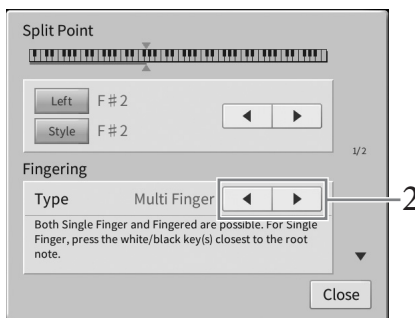 Split Point
Left F♯2
Style F♯2
1/2
Fingering
Type Multi Finger
2
Both Single Finger and Fingered are possible. For Single
Finger, press the white/black key(s) closest to the root
note.
Close